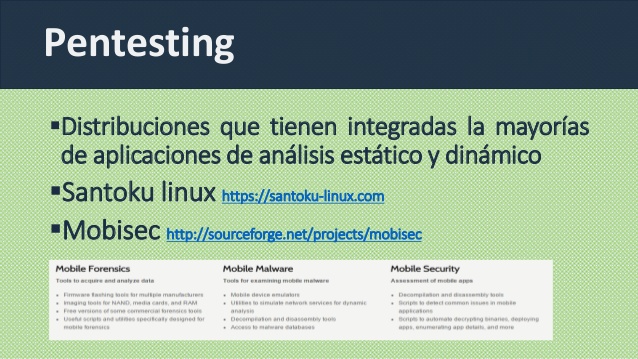 Pentesting
▪Distribuciones que tienen integradas la mayorías
de aplicaciones de análisis estático y dinámico
▪Santoku linux https://santoku-linux.com
▪Mobisec http://sourceforge.net/projects/mobisec
Mobile Forensics
Tools to acquire and analyze data
• Firmware flashing tools for multiple manufacturers
• Imaging tools for NAND, media cards, and RAM
• Free versions of some commercial forensics tools
• Useful scripts and utilities specifically designed for
mobile forensics
Mobile Malware
Tools for examining mobile malware
• Mobile device emulators
• Utilities to simulate network services for dynamic
analysis
• Decompilation and disassembly tools
• Access to malware databases
Mobile Security
Assessment of mobile apps
• Decompilation and disassembly tools
• Scripts to detect common issues in mobile
applications
• Scripts to automate decrypting binaries, deploying
apps, enumerating app details, and more